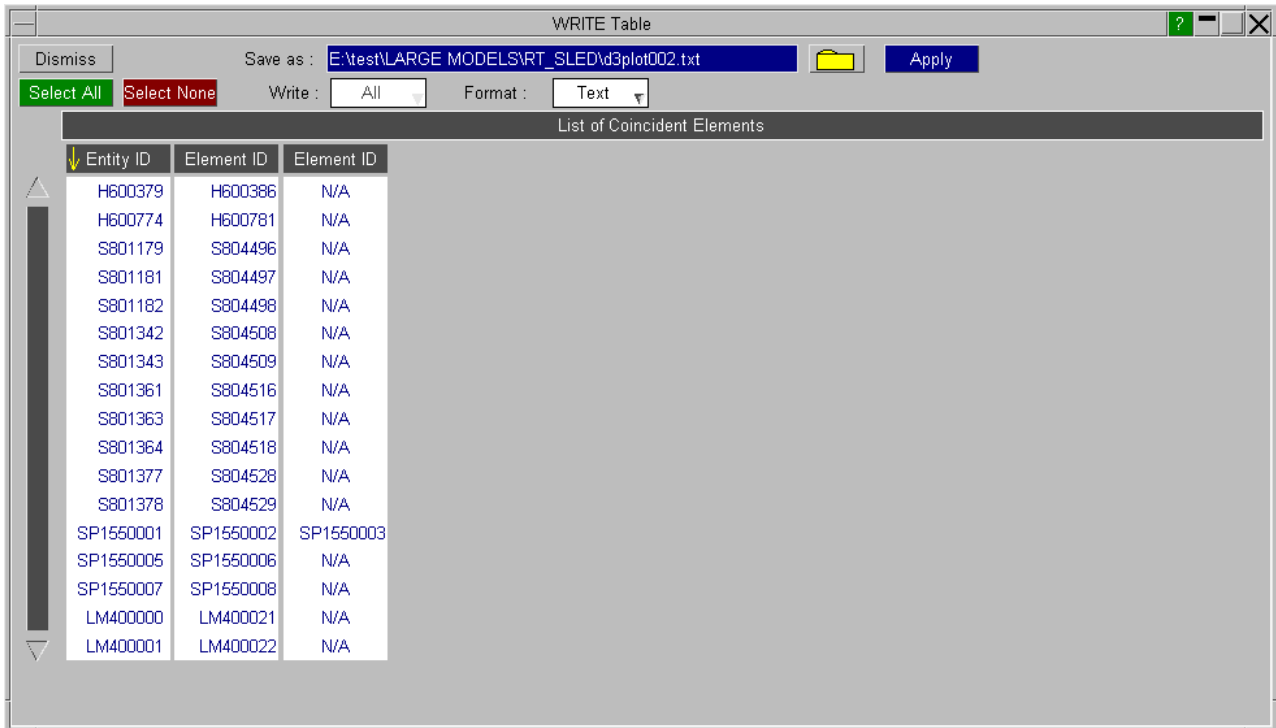 WRITE Table ?
Dismiss Save as : E:\test\LARGE MODELS\RT_SLED\d3plot002.txt Apply
Select All Select None Write : All Format : Text
List of Coincident Elements
Entity ID Element ID Element ID
H600379 H600386 N/A
H600774 H600781 N/A
S801179 S804496 N/A
S801181 S804497 N/A
S801182 S804498 N/A
S801342 S804508 N/A
S801343 S804509 N/A
S801361 S804516 N/A
S801363 S804517 N/A
S801364 S804518 N/A
S801377 S804528 N/A
S801378 S804529 N/A
SP1550001 SP1550002 SP1550003
SP1550005 SP1550006 N/A
SP1550007 SP1550008 N/A
LM400000 LM400021 N/A
LM400001 LM400022 N/A